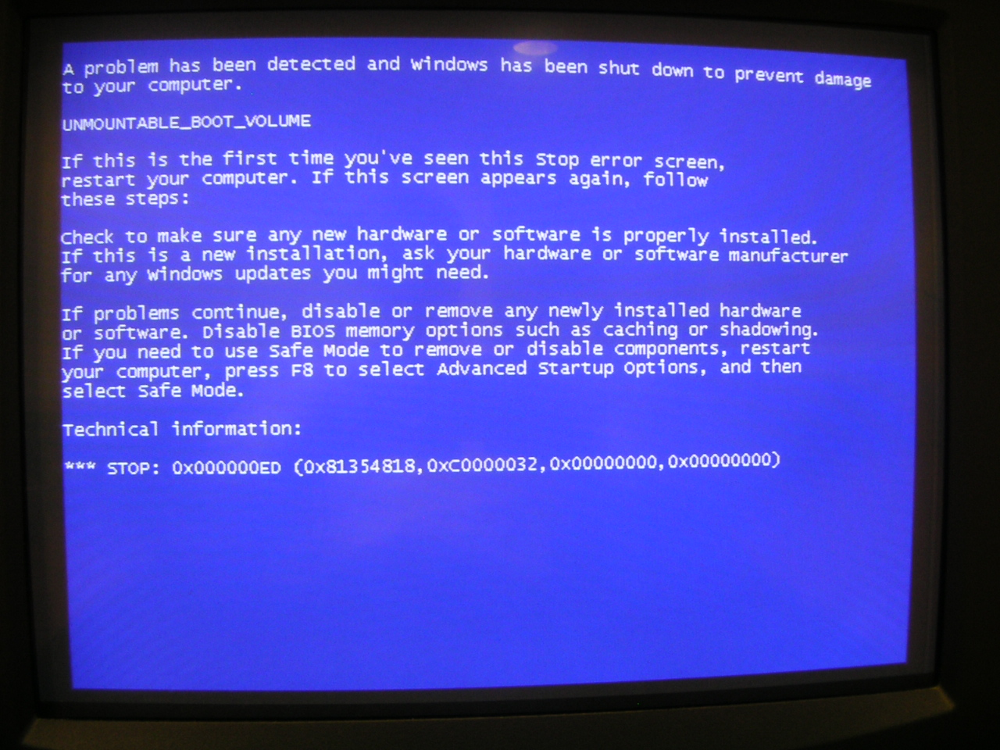 A problem has been detected and Windows has been shut down to prevent damage
to your computer.
UNMOUNTABLE_BOOT_VOLUME
If this is the first time you've seen this Stop error screen,
restart your computer. If this screen appears again, follow
these steps:
Check to make sure any new hardware or software is properly installed.
If this is a new installation, ask your hardware or software manufacturer
for any Windows updates you might need.
If problems continue, disable or remove any newly installed hardware
or software. Disable BIOS memory options such as caching or shadowing.
If you need to use Safe Mode to remove or disable components, restart
your computer, press F8 to select Advanced Startup Options, and then
select Safe Mode.
Technical information:
*** STOP: 0x000000ED (0x81354818,0xC0000032,0x00000000,0x00000000)